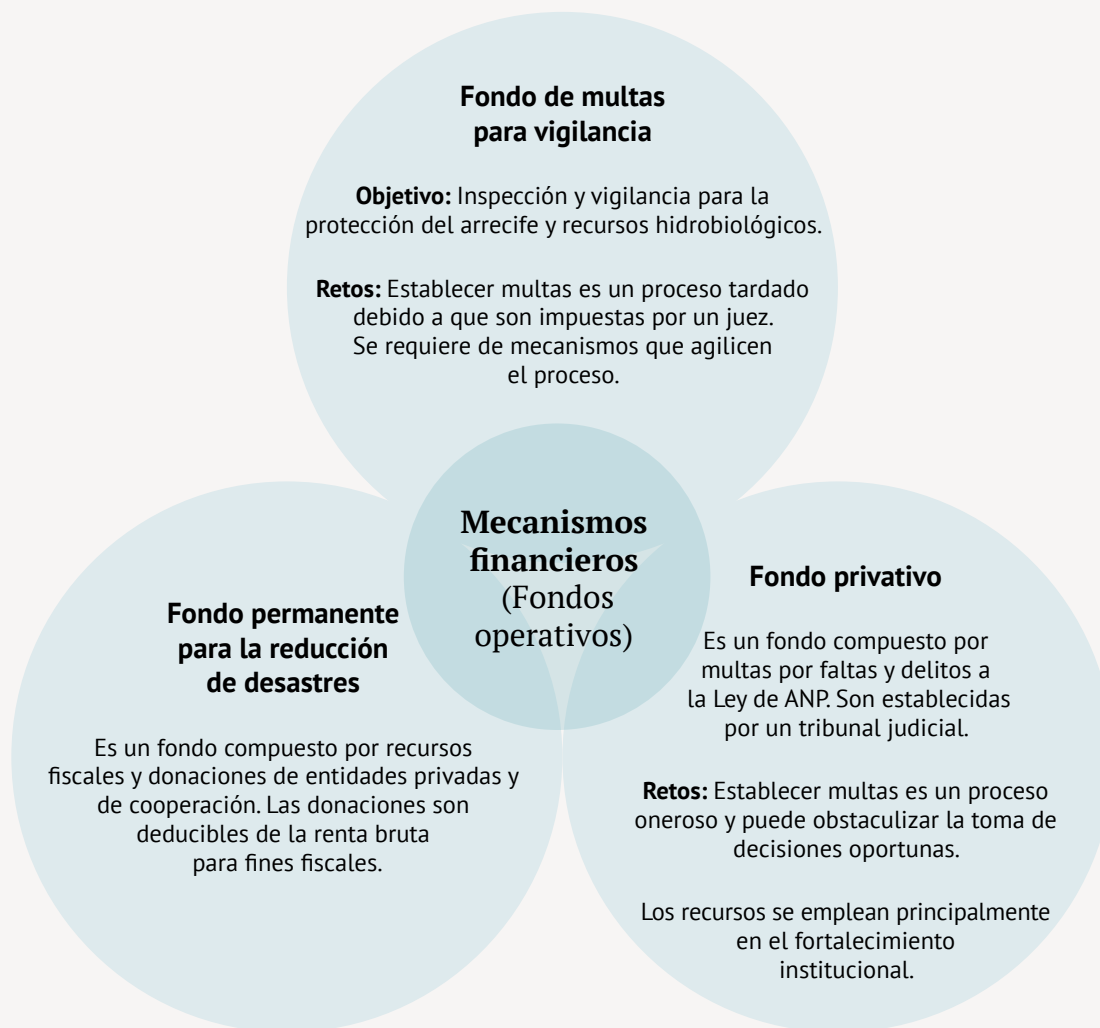 Fondo de multas
para vigilancia
Objetivo: Inspección y vigilancia para la
protección del arrecife y recursos hidrobiológicos.
Retos: Establecer multas es un proceso tardado
debido a que son impuestas por un juez.
Se requiere de mecanismos que agilicen
el proceso.
Mecanismos
financieros
(Fondos
operativos)
Fondo permanente
para la reducción
de desastres
Es un fondo compuesto por recursos
fiscales y donaciones de entidades privadas y
de cooperación. Las donaciones son
deducibles de la renta bruta
para fines fiscales.
Fondo privativo
Es un fondo compuesto por
multas por faltas y delitos a
la Ley de ANP. Son establecidas
por un tribunal judicial.
Retos: Establecer multas es un proceso
oneroso y puede obstaculizar la toma de
decisiones oportunas.
Los recursos se emplean principalmente
en el fortalecimiento
institucional.